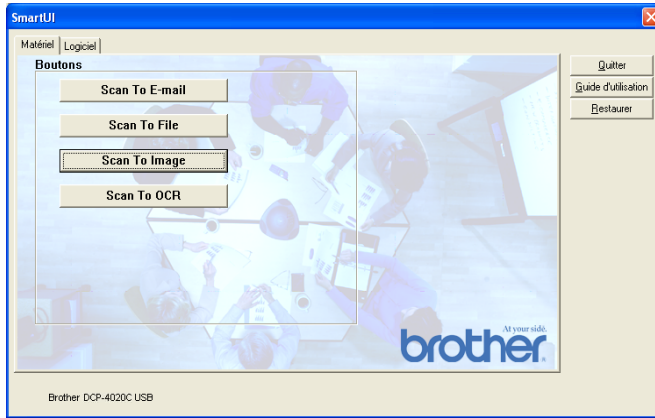 SmartUI
Matériel
Logiciel
Boutons
Scan To E-mail
Scan To File
Scan To Image
Scan To OCR
Quitter
Guide d'utilisation
Restaurer
At your side.
brother
Brother DCP-4020C USB